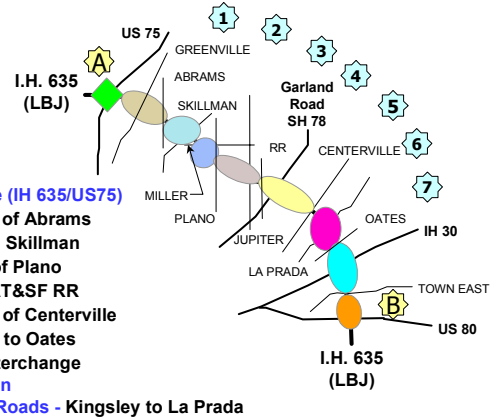 1
2
3
4
5
6
7
US 75
GREENVILLE
A
ABRAMS
I.H. 635
(LBJ)
SKILLMAN
Garland
Road
SH 78
RR
CENTERVILLE
MILLER
PLANO
JUPITER
OATES
LA PRADA
IH 30
TOWN EAST
B
US 80
I.H. 635
(LBJ)
(IH 635/US75)
of Abrams
Skillman
of Plano
T&SF RR
of Centerville
to Oates
terchange
n
Roads - Kingsley to La Prada